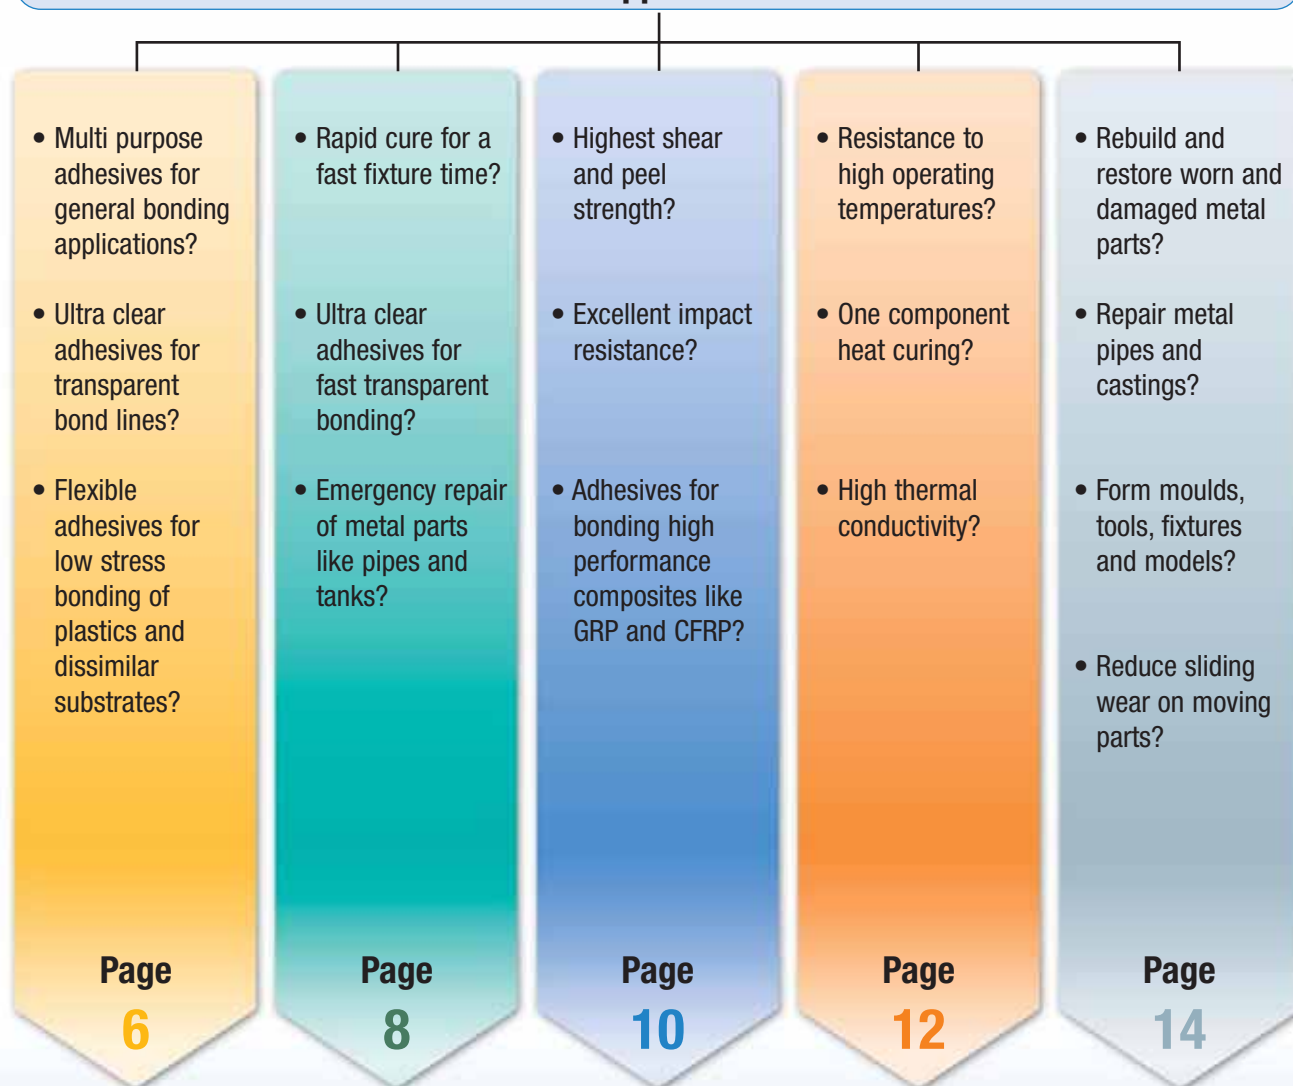 • Multi purpose
adhesives for
general bonding
applications?
• Ultra clear
adhesives for
transparent
bond lines?
• Flexible
adhesives for
low stress
bonding of
plastics and
dissimilar
substrates?
Page
6
• Rapid cure for a
fast fixture time?
• Ultra clear
adhesives for
fast transparent
bonding?
• Emergency repair
of metal parts
like pipes and
tanks?
Page
8
• Highest shear
and peel
strength?
• Excellent impact
resistance?
• Adhesives for
bonding high
performance
composites like
GRP and CFRP?
Page
10
• Resistance to
high operating
temperatures?
• One component
heat curing?
• High thermal
conductivity?
Page
12
• Rebuild and
restore worn and
damaged metal
parts?
• Repair metal
pipes and
castings?
• Form moulds,
tools, fixtures
and models?
• Reduce sliding
wear on moving
parts?
Page
14